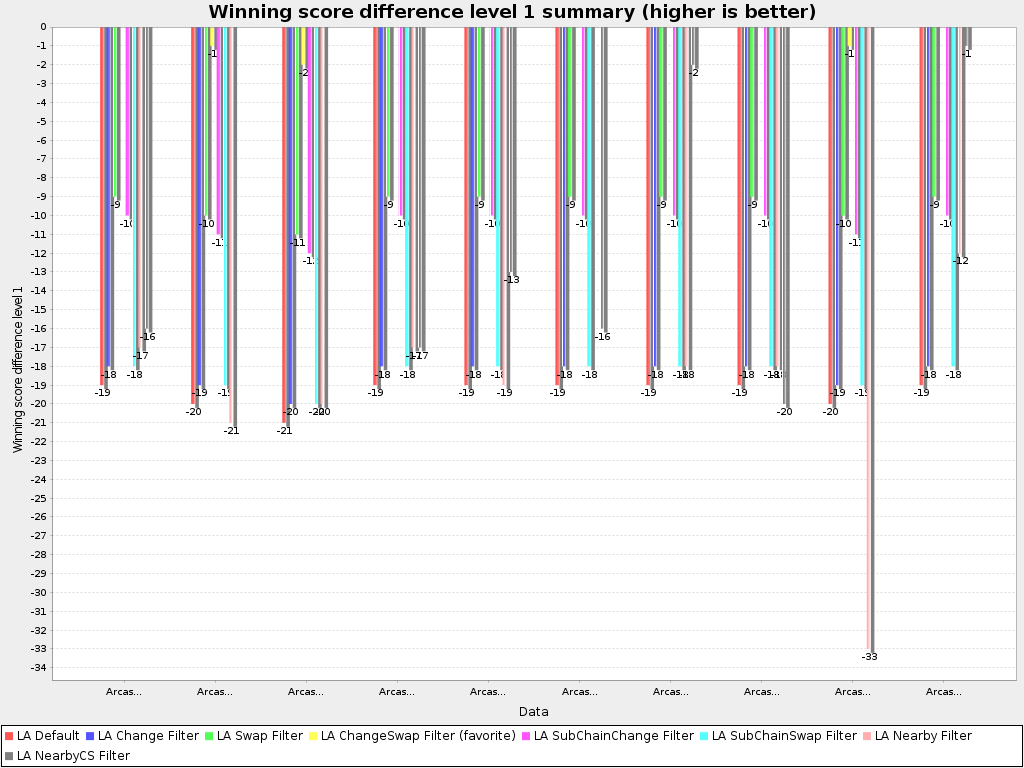 Winning score difference level 1 summary (higher is better)
Winning score difference level 1
0
-1
-2
-3
-4
-5
-6
-7
-8
-9
-10
-11
-12
-13
-14
-15
-16
-17
-18
-19
-20
-21
-22
-23
-24
-25
-26
-27
-28
-29
-30
-31
-32
-33
-34
-19 -18 -9 -10 -18 -17 -16
-20 -19 -10 -1 -19 -21
-21 -20 -11 -2 -20
-19 -18 -9 -10 -18 -17
-19 -18 -9 -10 -13
-19 -18 -9 -10 -18 -16
-19 -18 -9 -10 -18 -2
-19 -18 -9 -10 -18 -20
-20 -19 -10 -1 -33
-19 -18 -9 -10 -18 -12 -1
Arcas... Arcas... Arcas... Arcas... Arcas... Arcas... Arcas... Arcas... Arcas... Arcas...
Data
LA Default LA Change Filter LA Swap Filter LA ChangeSwap Filter (favorite) LA SubChainChange Filter LA SubChainSwap Filter LA Nearby Filter
LA NearbyCS Filter